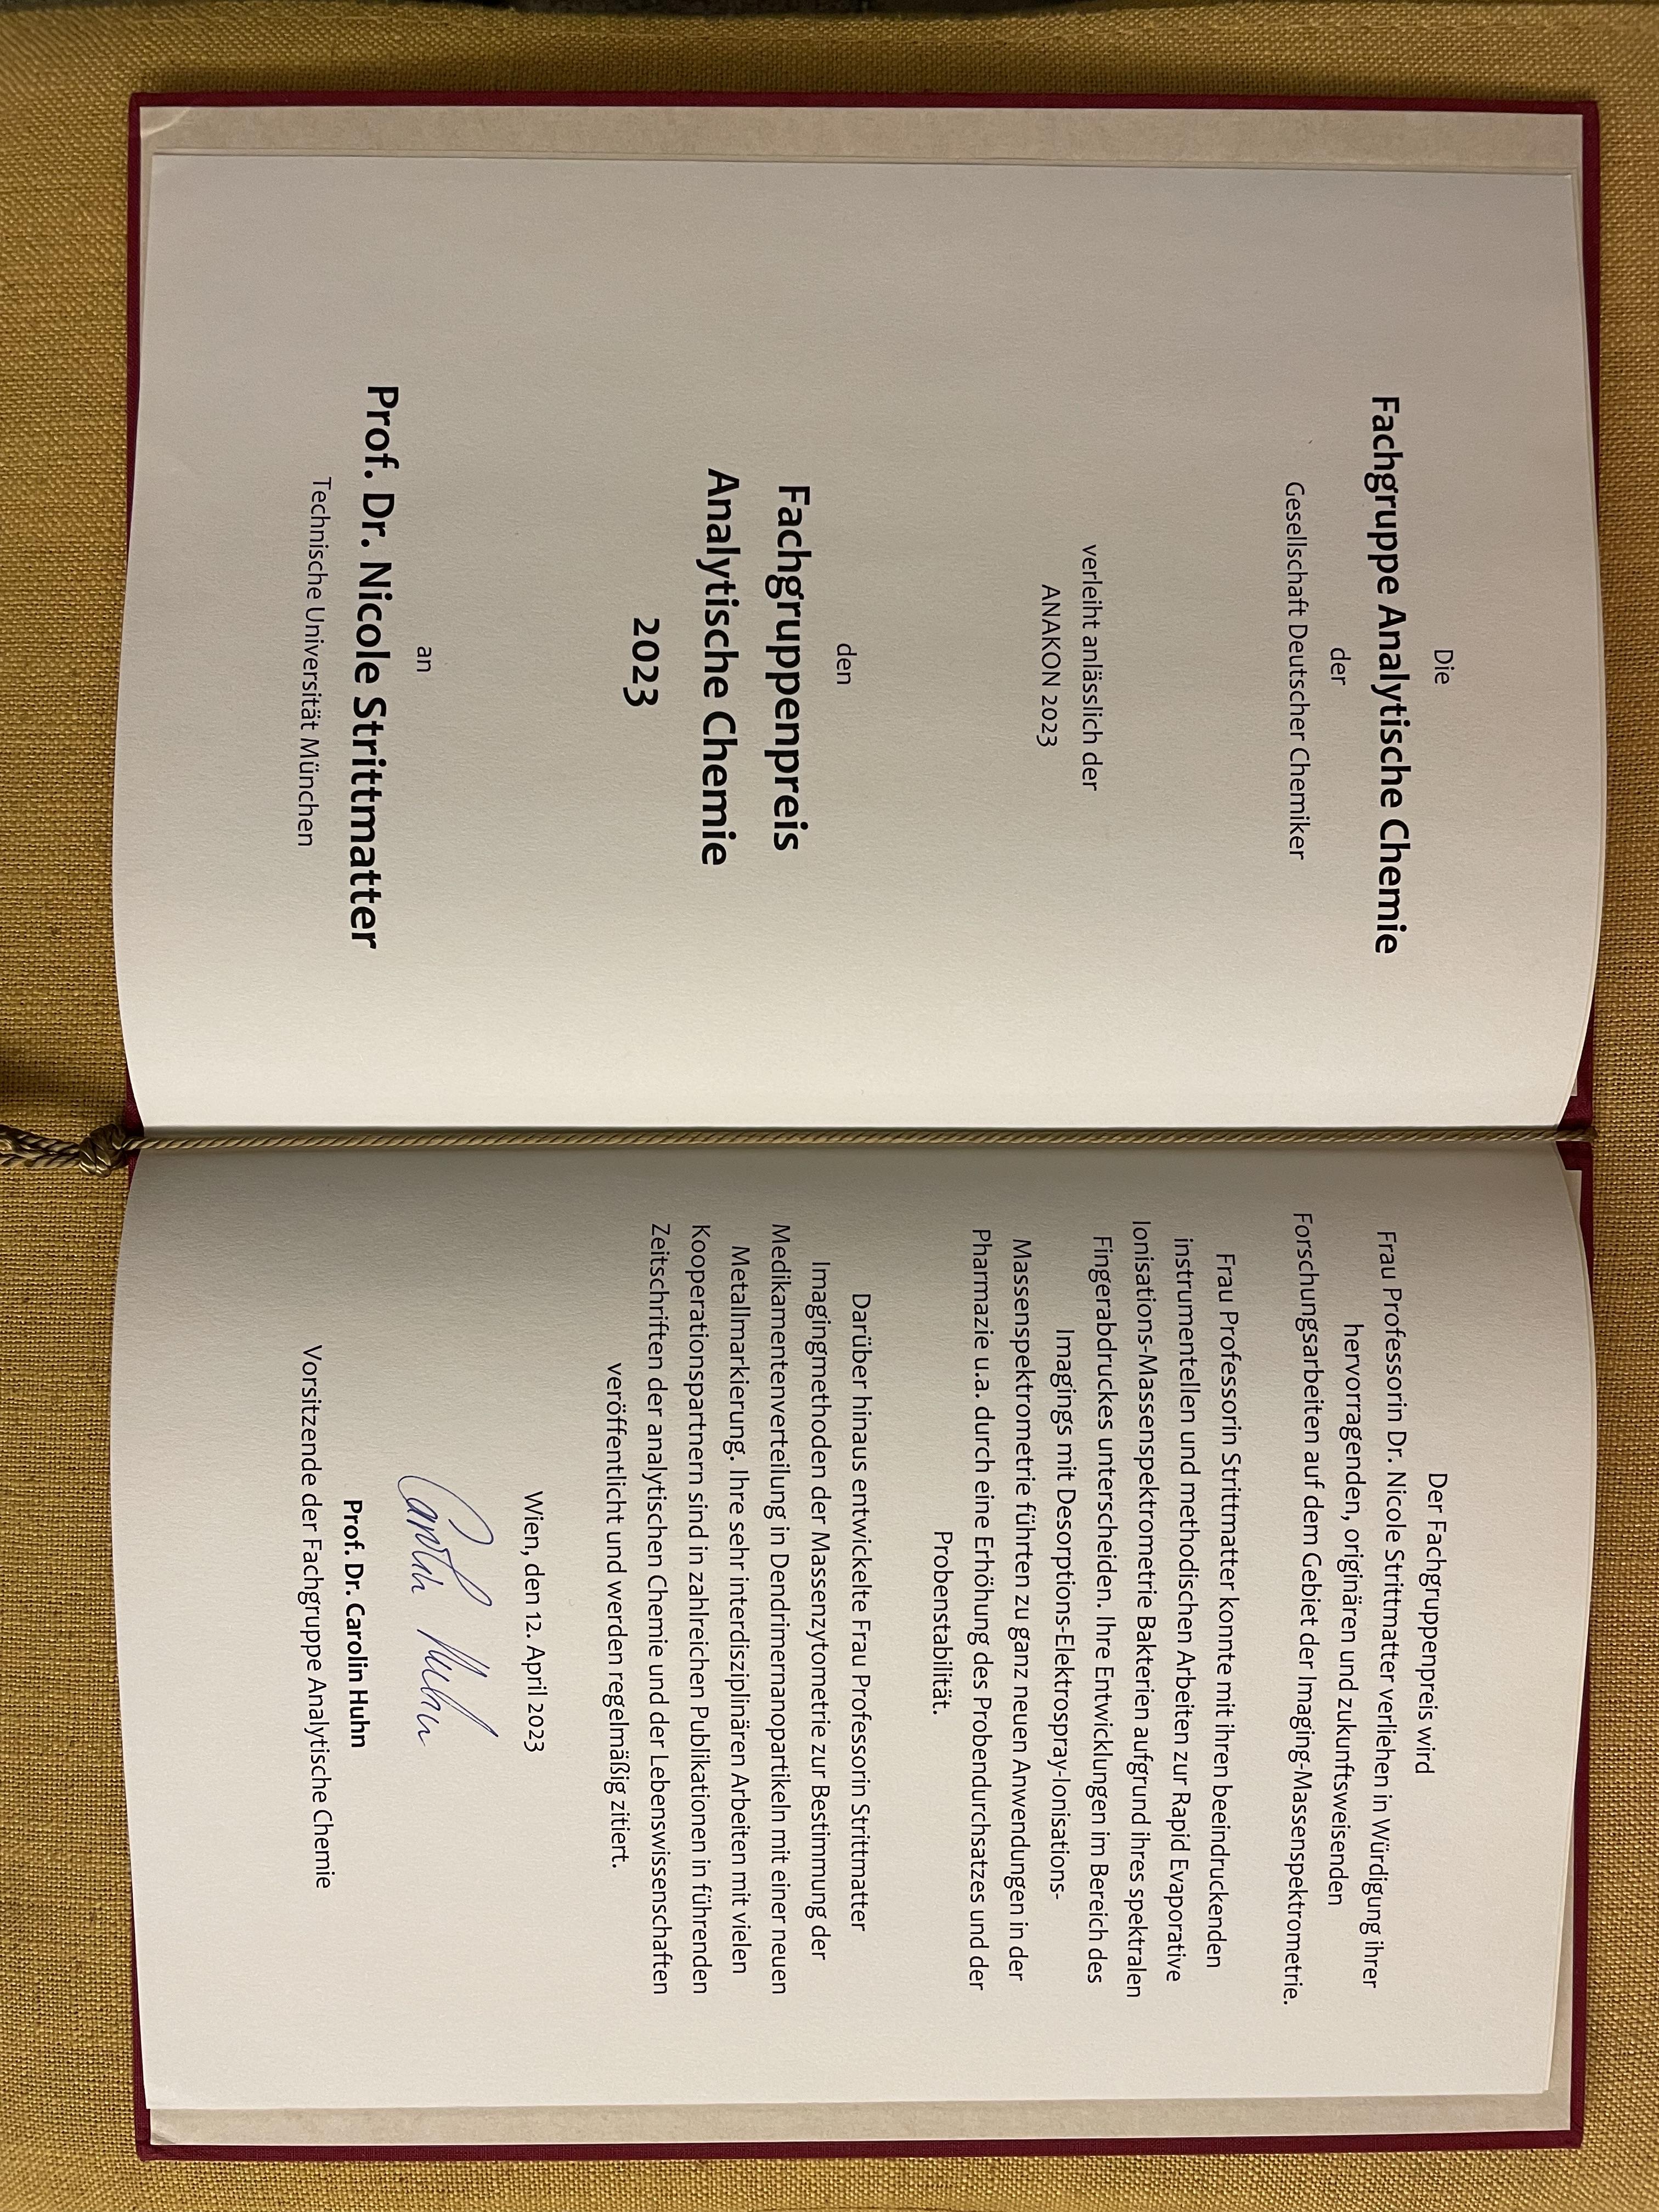 Die
Fachgruppe Analytische Chemie
der
Gesellschaft Deutscher Chemiker
verleiht anlässlich der
ANAKON 2023
den
Fachgruppenpreis
Analytische Chemie
2023
an
Prof. Dr. Nicole Strittmatter
Technische Universität München
Der Fachgruppenpreis wird
Frau Professorin Dr. Nicole Strittmatter verliehen in Würdigung ihrer
hervorragenden, originären und zukunftsweisenden
Forschungsarbeiten auf dem Gebiet der Imaging-Massenspektrometrie.
Frau Professorin Strittmatter konnte mit ihren beeindruckenden
instrumentellen und methodischen Arbeiten zur Rapid Evaporative
Ionisations-Massenspektrometrie Bakterien aufgrund ihres spektralen
Fingerabdruckes unterscheiden. Ihre Entwicklungen im Bereich des
Imagings mit Desorptions-Elektrospray-Ionisations-
Massenspektrometrie führten zu ganz neuen Anwendungen in der
Pharmazie u.a. durch eine Erhöhung des Probendurchsatzes und der
Probenstabilität.
Darüber hinaus entwickelte Frau Professorin Strittmatter
Imagingmethoden der Massenzytometrie zur Bestimmung der
Medikamentenverteilung in Dendrimernanopartikeln mit einer neuen
Metallmarkierung. Ihre sehr interdisziplinären Arbeiten mit vielen
Kooperationspartnern sind in zahlreichen Publikationen in führenden
Zeitschriften der analytischen Chemie und der Lebenswissenschaften
veröffentlicht und werden regelmäßig zitiert.
Wien, den 12. April 2023
Carolin Huhn
Prof. Dr. Carolin Huhn
Vorsitzende der Fachgruppe Analytische Chemie